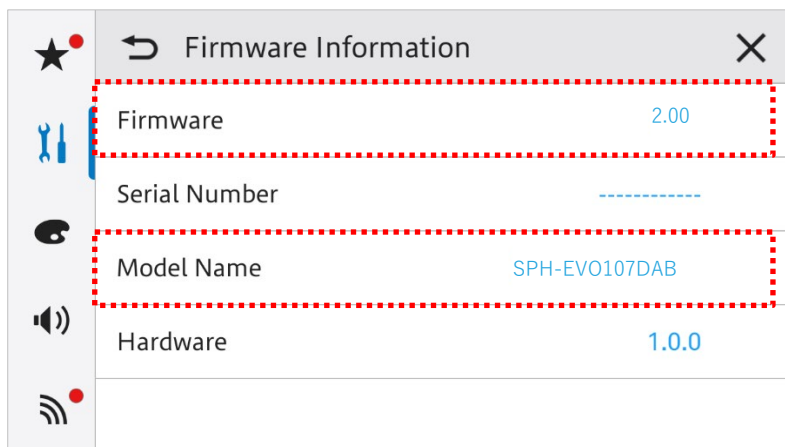 Firmware Information
Firmware 2.00
Serial Number ------------
Model Name SPH-EVO107DAB
Hardware 1.0.0